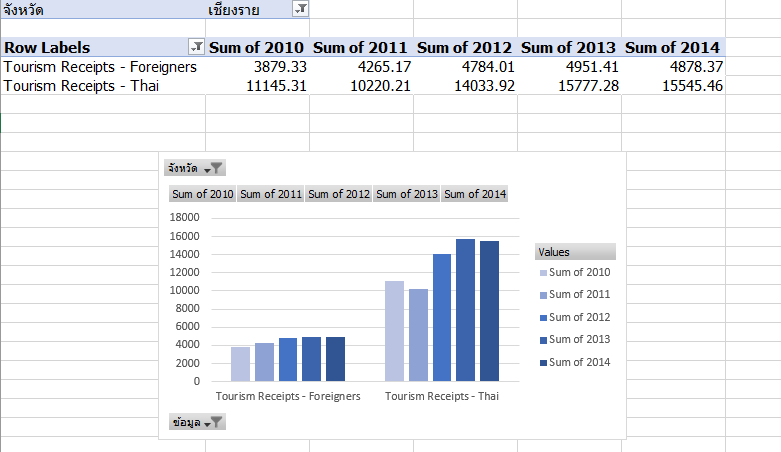 จังหวัด เชียงราย
Row Labels Sum of 2010 Sum of 2011 Sum of 2012 Sum of 2013 Sum of 2014
Tourism Receipts - Foreigners 3879.33 4265.17 4784.01 4951.41 4878.37
Tourism Receipts - Thai 11145.31 10220.21 14033.92 15777.28 15545.46
จังหวัด
Sum of 2010 Sum of 2011 Sum of 2012 Sum of 2013 Sum of 2014
18000
16000
14000
12000
10000
8000
6000
4000
2000
0
Tourism Receipts - Foreigners Tourism Receipts - Thai
Values
Sum of 2010
Sum of 2011
Sum of 2012
Sum of 2013
Sum of 2014
ข้อมูล